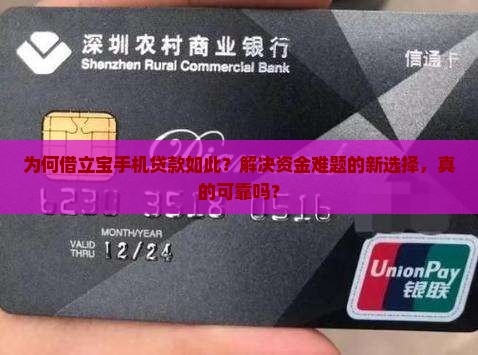 深圳农村商业银行
Shenzhen Rural Commercial Bank
信通卡
为何借立宝手机贷款如此？解决资金难题的新选择，真
的可靠吗？
MONTH/YEAR
VALID
THRU
12/24
UnionPay
银联